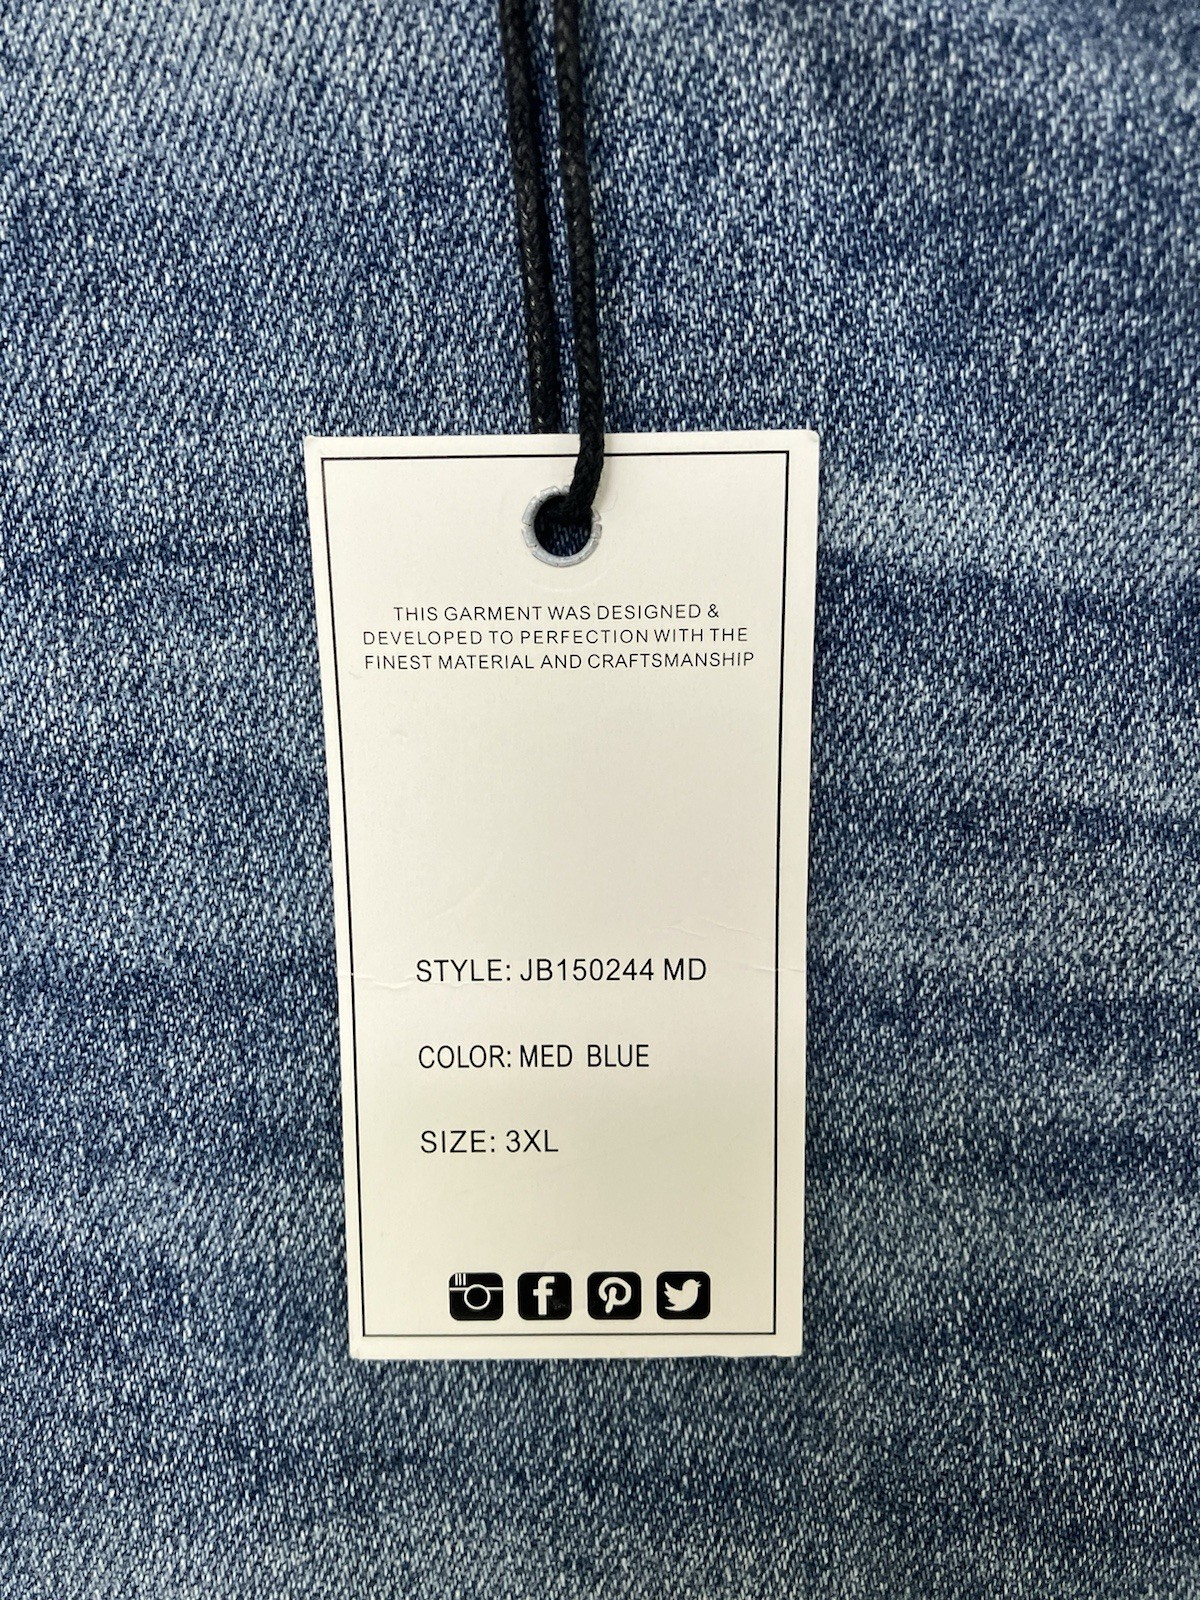 THIS GARMENT WAS DESIGNED &
DEVELOPED TO PERFECTION WITH THE
FINEST MATERIAL AND CRAFTSMANSHIP
STYLE: JB150244 MD
COLOR: MED BLUE
SIZE: 3XL